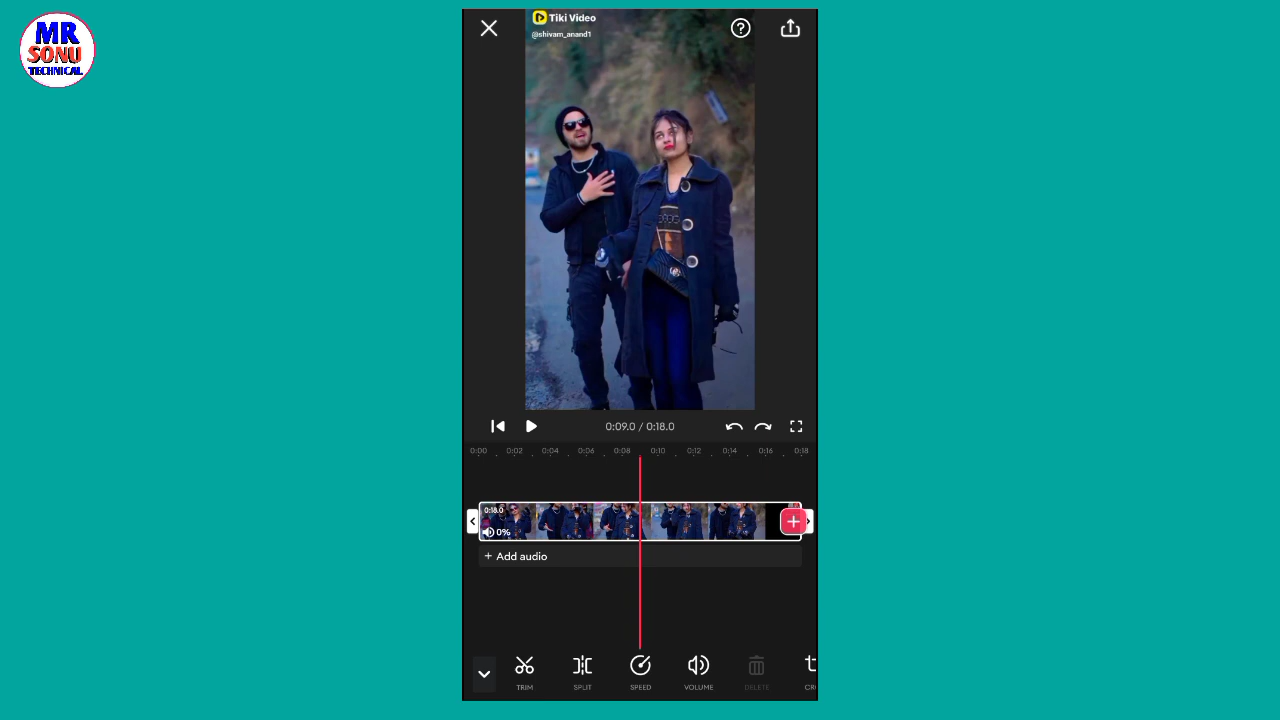 MR
SONU
TECHNICAL
Tiki Video
@shivam_anand1
0:09.0 / 0:18.0
0:00 0:02 0:04 0:06 0:08 0:10 0:12 0:14 0:16 0:18
0:18.0
0%
+ Add audio
TRIM SPLIT SPEED VOLUME DELETE